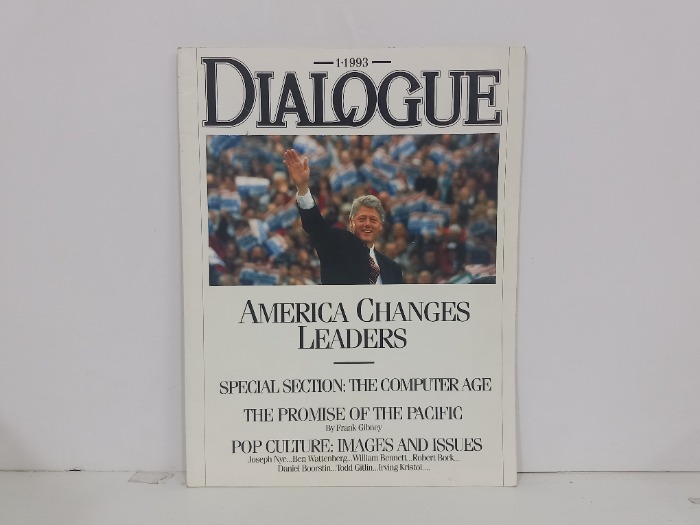 1·1993
DIALOGUE
AMERICA CHANGES
LEADERS
SPECIAL SECTION: THE COMPUTER AGE
THE PROMISE OF THE PACIFIC
By Frank Gibney
POP CULTURE: IMAGES AND ISSUES
Joseph Nye...Ben Wattenberg...William Bennett...Robert Bork...
Daniel Boorstin...Todd Gitlin...Irving Kristol....